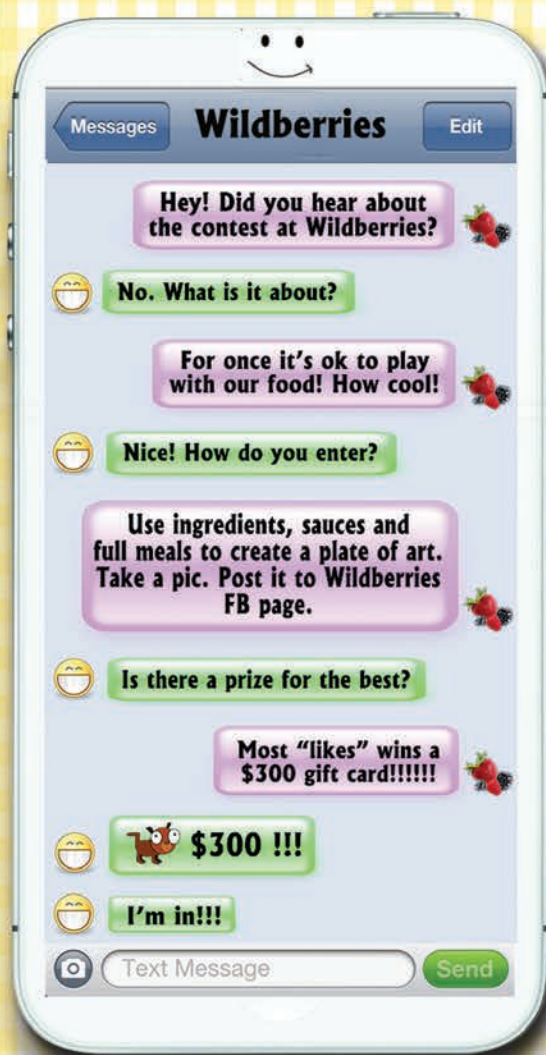 Messages
Wildberries
Edit
Hey! Did you hear about
the contest at Wildberries?
No. What is it about?
For once it's ok to play
with our food! How cool!
Nice! How do you enter?
Use ingredients, sauces and
full meals to create a plate of art.
Take a pic. Post it to Wildberries
FB page.
Is there a prize for the best?
Most “likes” wins a
$300 gift card!!!!!!
$300 !!!
I'm in!!!
Text Message
Send